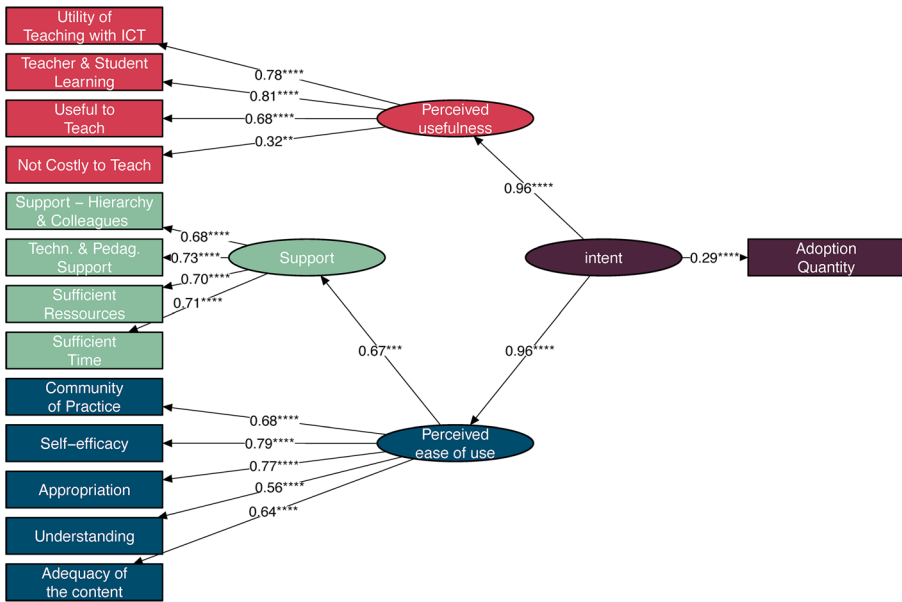 Utility of
Teaching with ICT
Teacher & Student
Learning
Useful to
Teach
Not Costly to Teach
Support – Hierarchy
& Colleagues
Techn. & Pedag.
Support
Sufficient
Ressources
Sufficient
Time
Community
of Practice
Self–efficacy
Appropriation
Understanding
Adequacy of
the content
0.78****
0.81****
0.68****
0.32**
Perceived
usefulness
0.68****
0.73****
0.70****
0.71****
Support
0.96****
intent
0.29****
Adoption
Quantity
0.67***
0.96****
0.68****
0.79****
0.77****
0.56****
0.64****
Perceived
ease of use